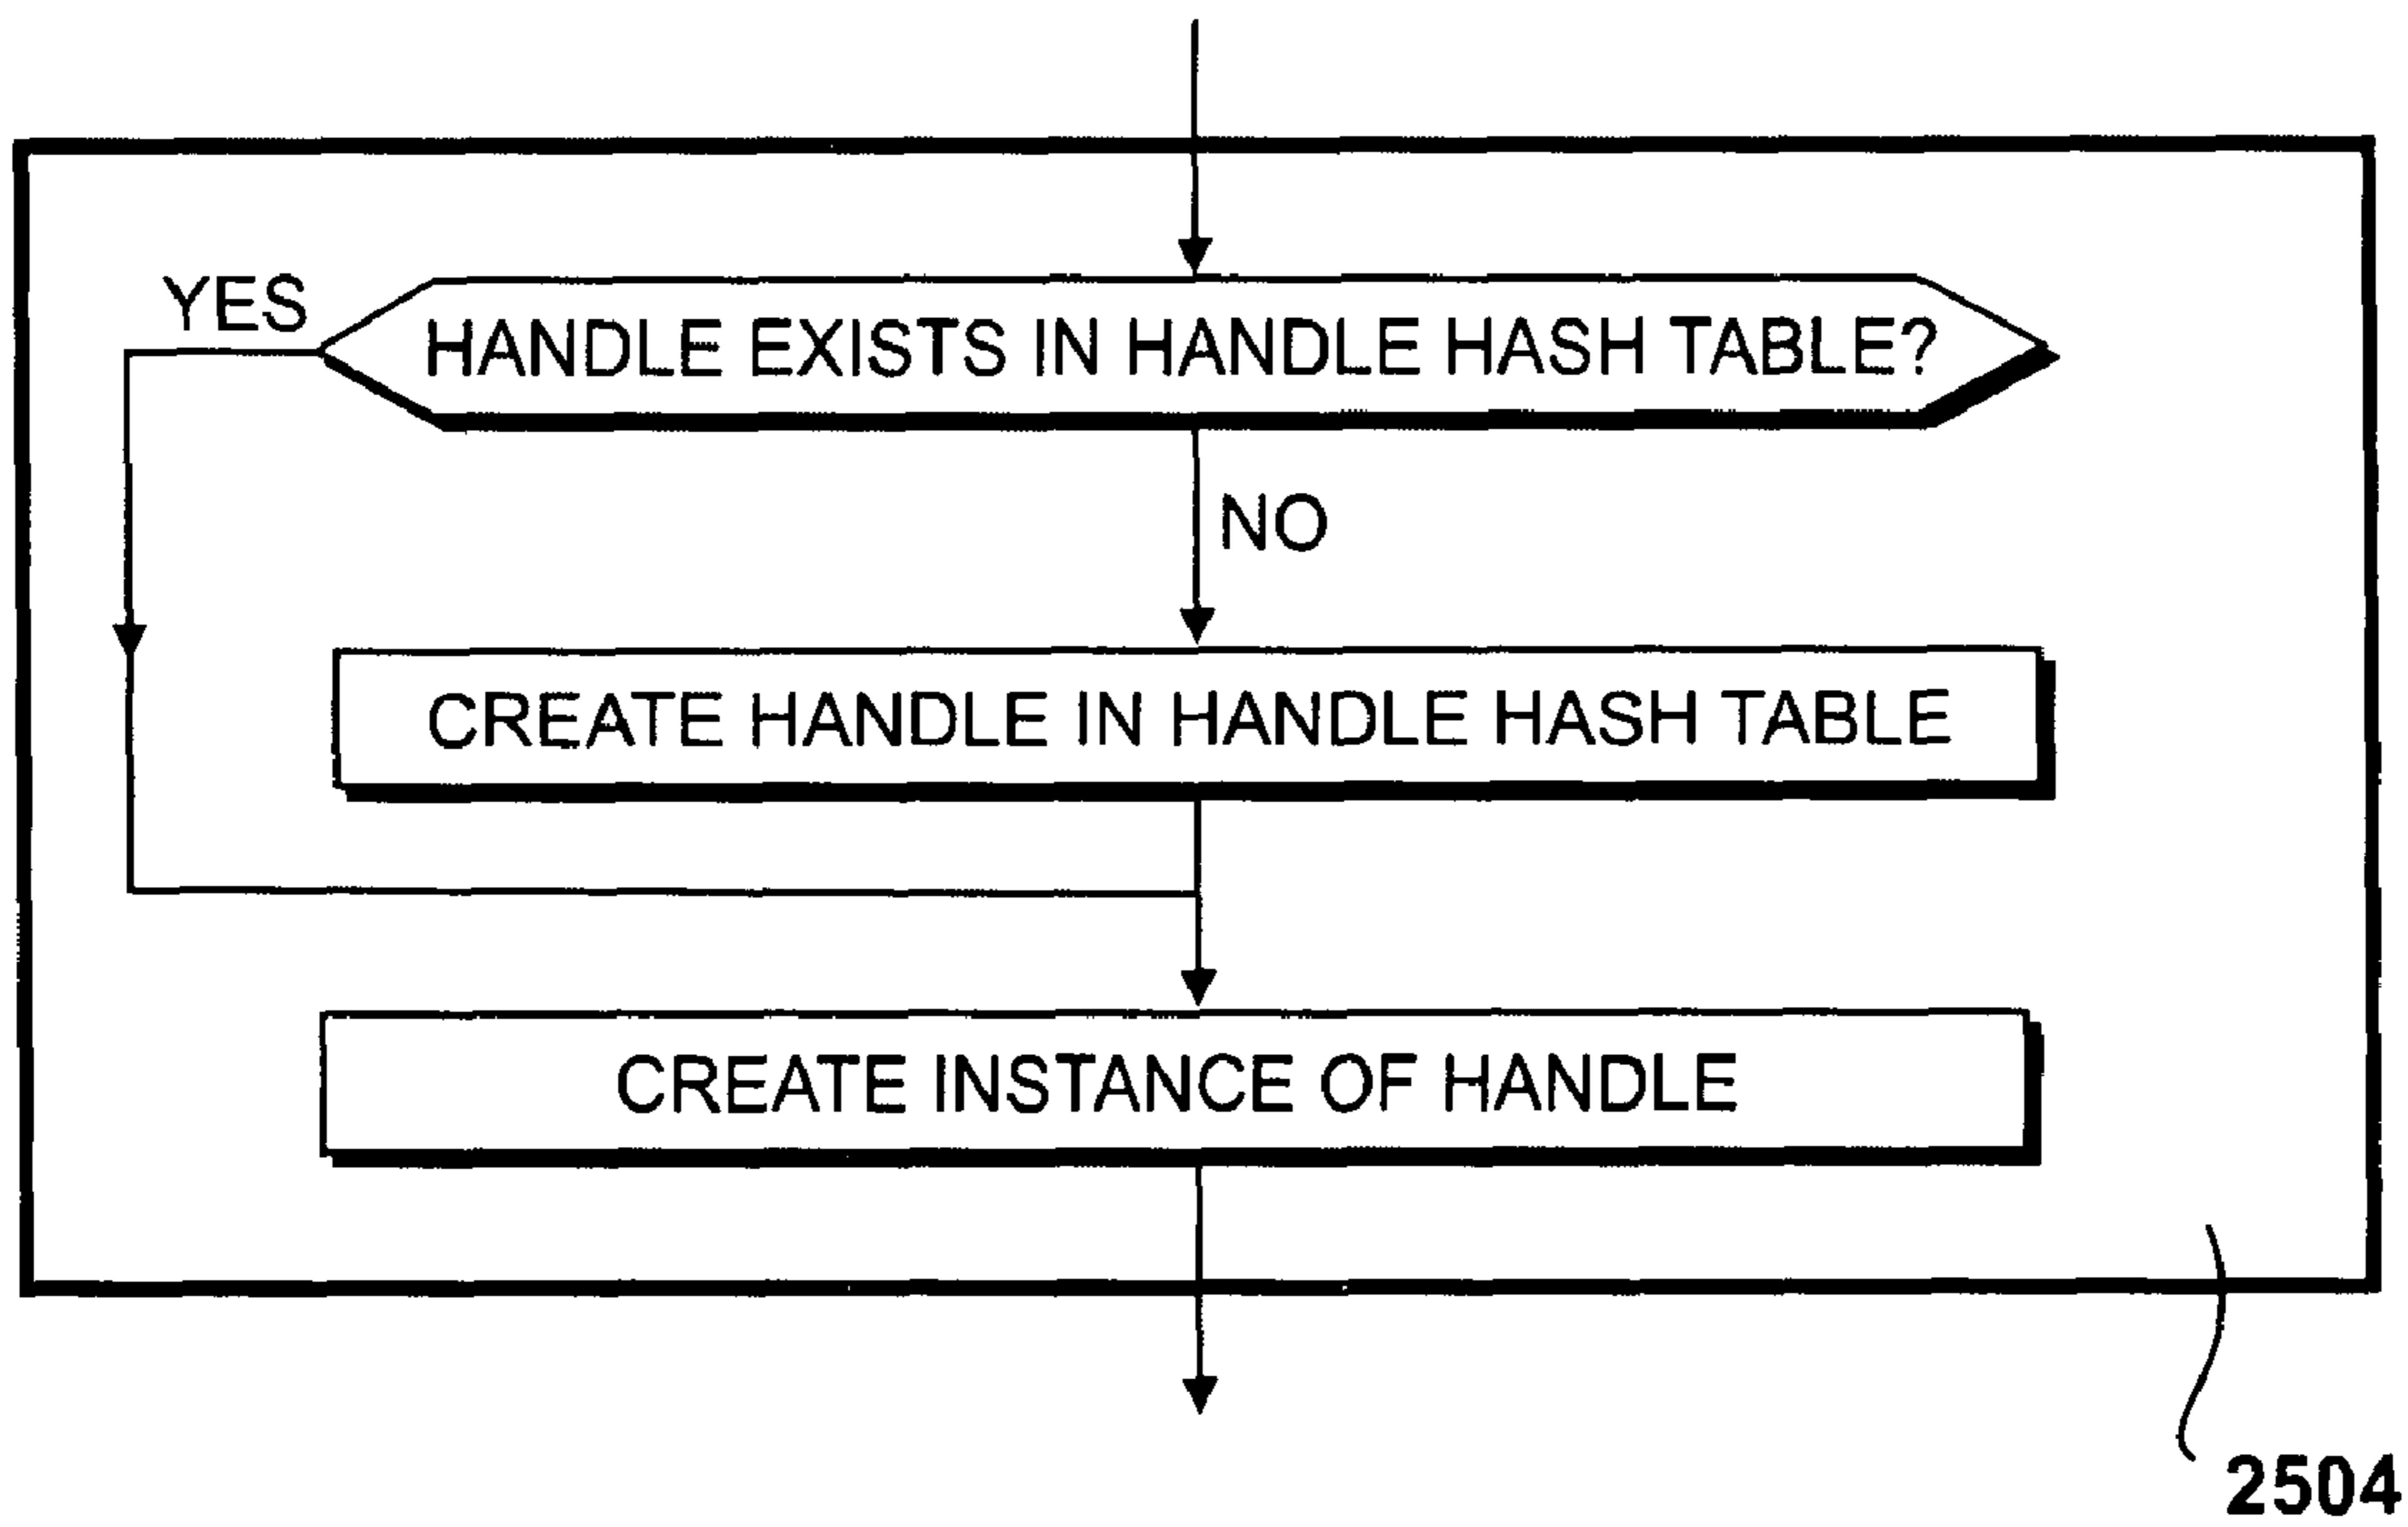 YES
HANDLE EXISTS IN HANDLE HASH TABLE?
NO
CREATE HANDLE IN HANDLE HASH TABLE
CREATE INSTANCE OF HANDLE
2504